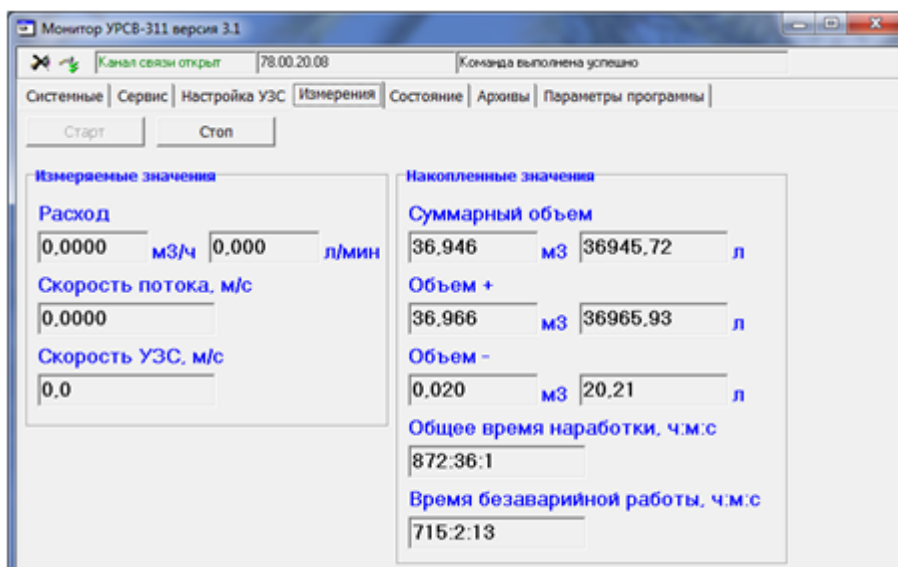 Монитор УРСВ-311 версия 3.1
Канал связи открыт 78.00.20.08 Команда выполнена успешно
Системные Сервис Настройка УЗС Измерения Состояние Архивы Параметры программы
Старт Стоп
Измеряемые значения
Расход
0,0000 м3/ч 0,000 л/мин
Скорость потока, м/с
0,0000
Скорость УЗС, м/с
0,0
Накопленные значения
Суммарный объем
36,946 м3 36945,72 л
Объем +
36,966 м3 36965,93 л
Объем -
0,020 м3 20,21 л
Общее время наработки, ч:м:с
872:36:1
Время безаварийной работы, ч:м:с
715:2:13